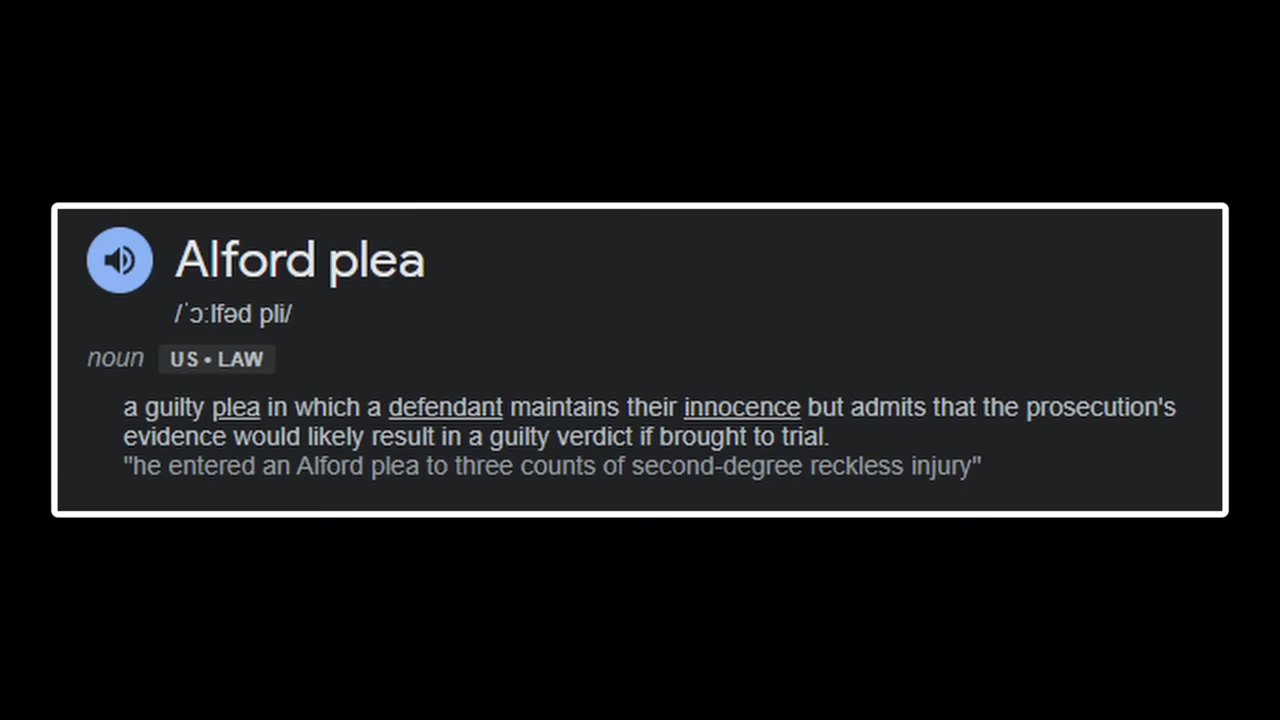 Alford plea
/ˈɔːlfəd pli/
noun US • LAW
a guilty plea in which a defendant maintains their innocence but admits that the prosecution's
evidence would likely result in a guilty verdict if brought to trial.
"he entered an Alford plea to three counts of second-degree reckless injury"